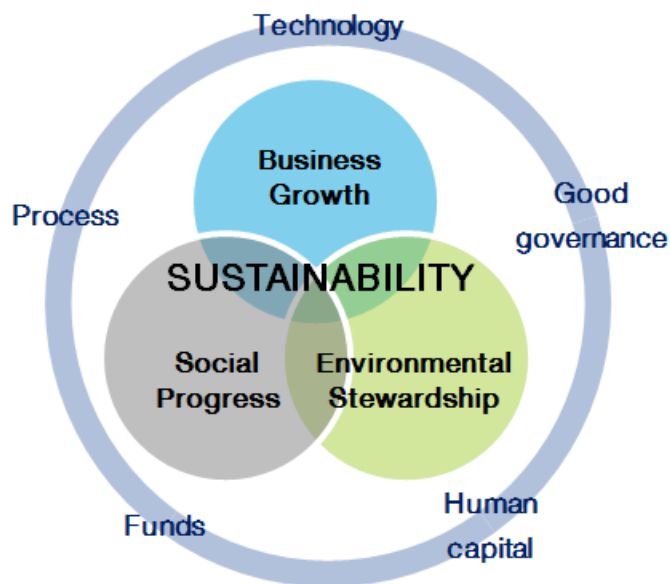 Technology
Business
Growth
Process
Good
governance
SUSTAINABILITY
Social
Progress
Environmental
Stewardship
Funds
Human
capital